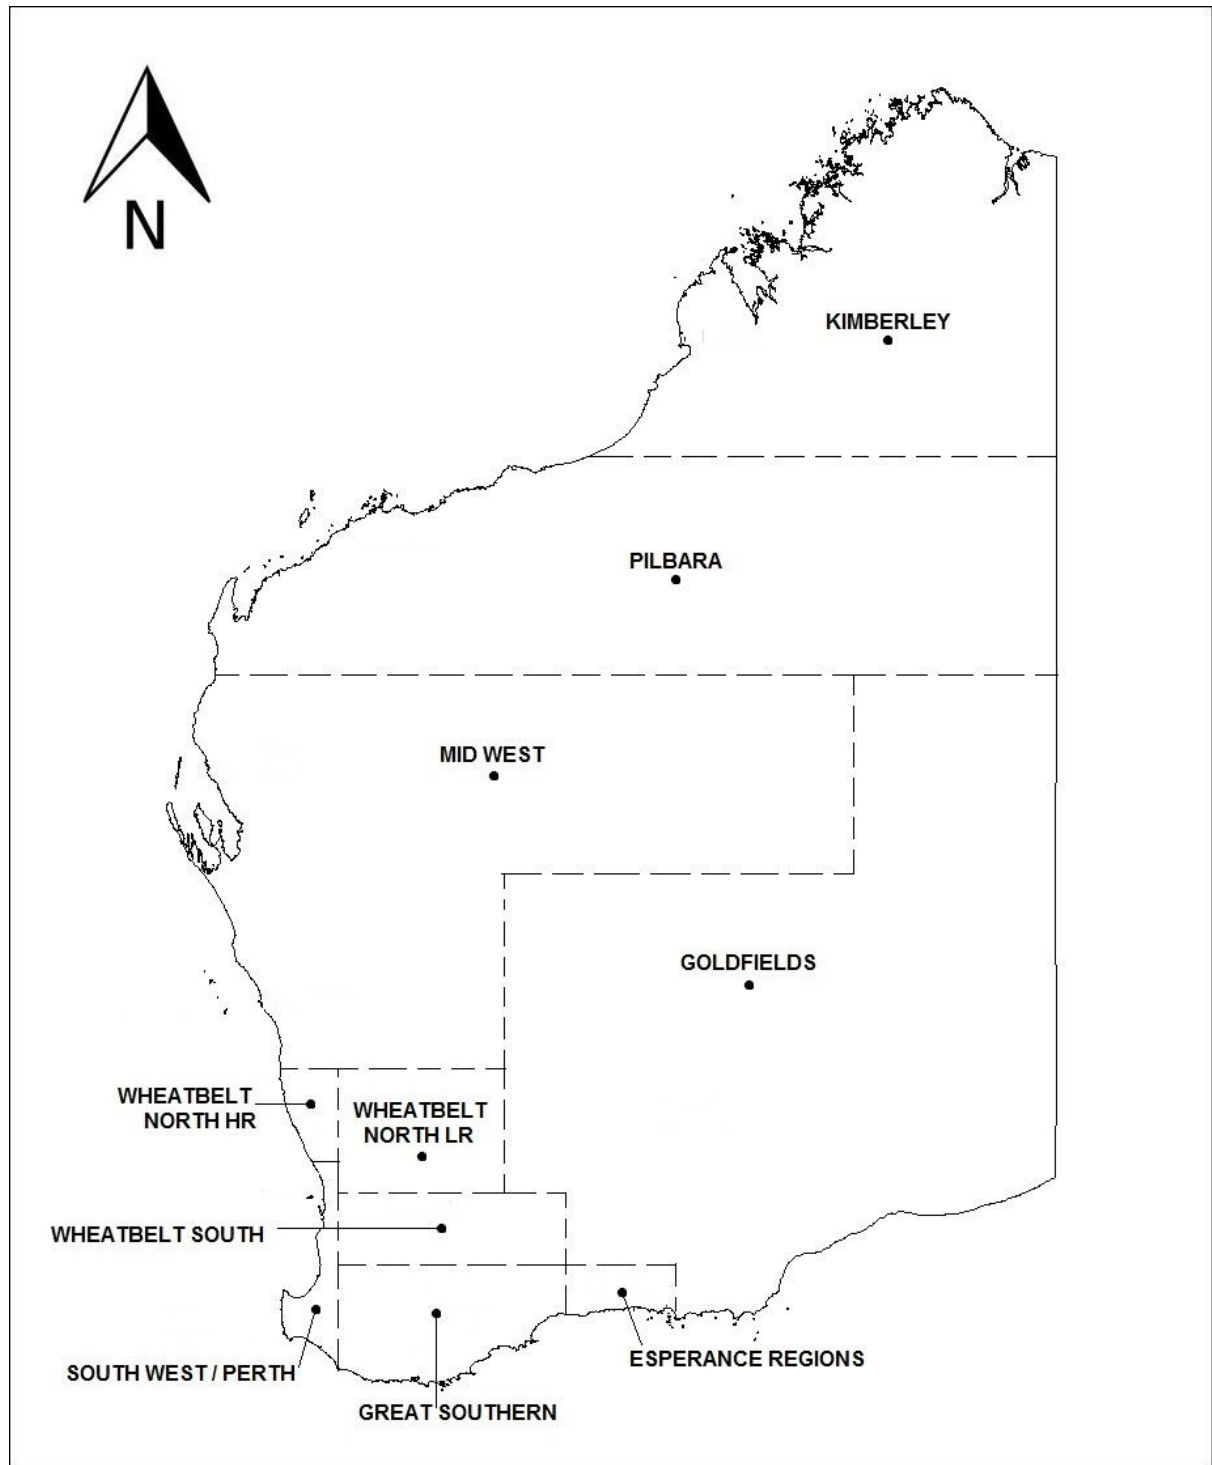 N
KIMBERLEY
PILBARA
MID WEST
GOLDFIELDS
WHEATBELT
NORTH HR
WHEATBELT
NORTH LR
WHEATBELT SOUTH
ESPERANCE REGIONS
SOUTH WEST / PERTH
GREAT SOUTHERN